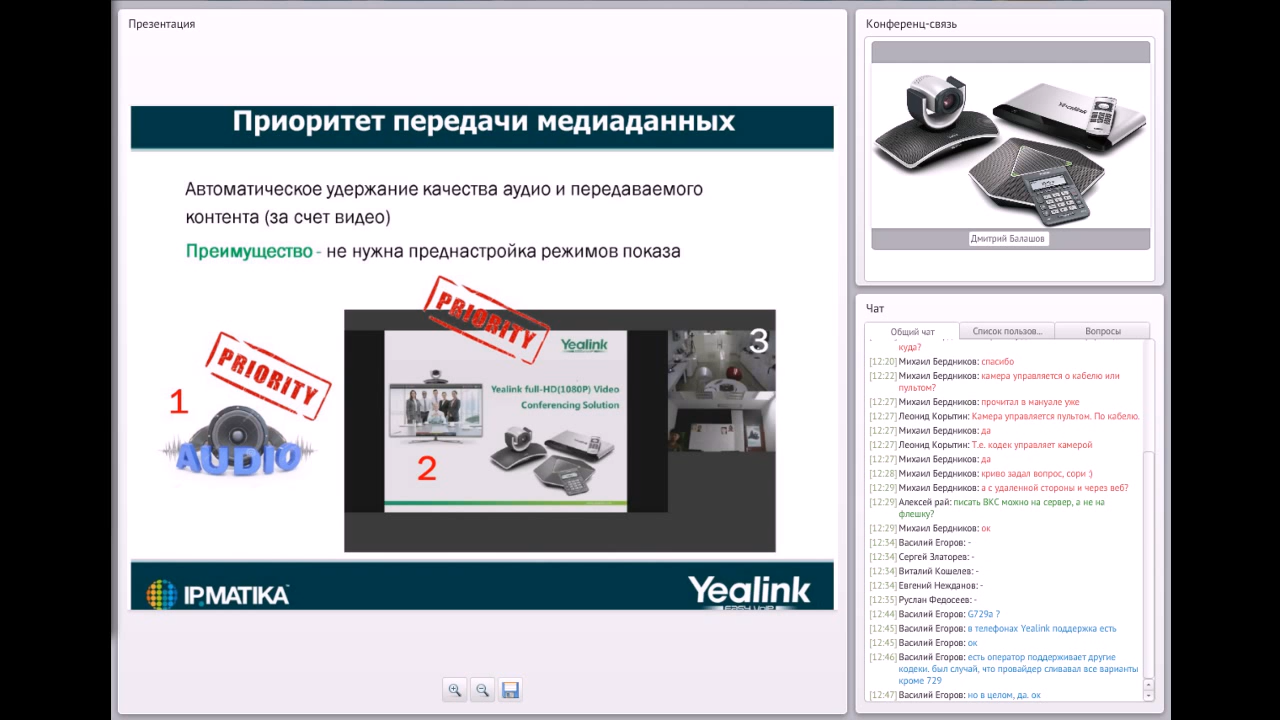 Презентация
Приоритет передачи медиаданных
Автоматическое удержание качества аудио и передаваемого
контента (за счет видео)
Преимущество - не нужна преднастройка режимов показа
PRIORITY
1
AUDIO
PRIORITY
Yealink
Yealink full-HD(1080P) Video
Conferencing Solution
2
3
IPMATIKA
Yealink
EASY VOIP
Конференц-связь
Yealink
Дмитрий Балашов
Чат
Общий чат
Список пользов...
Вопросы
куда?
[12:20] Михаил Бердников: спасибо
[12:22] Михаил Бердников: камера управляется о кабелю или
пультом?
[12:27] Михаил Бердников: прочитал в мануале уже
[12:27] Леонид Корытин: Камера управляется пультом. По кабелю.
[12:27] Михаил Бердников: да
[12:27] Леонид Корытин: Т.е. кодек управляет камерой
[12:27] Михаил Бердников: да
[12:28] Михаил Бердников: криво задал вопрос, сори :)
[12:29] Михаил Бердников: а с удаленной стороны и через веб?
[12:29] Алексей рай: писать ВКС можно на сервер, а не на
флешку?
[12:29] Михаил Бердников: ок
[12:34] Василий Егоров: -
[12:34] Сергей Златорев: -
[12:34] Виталий Кошелев: -
[12:34] Евгений Нежданов: -
[12:35] Руслан Федосеев: -
[12:44] Василий Егоров: G729a ?
[12:45] Василий Егоров: в телефонах Yealink поддержка есть
[12:45] Василий Егоров: ок
[12:46] Василий Егоров: есть оператор поддерживает другие
кодеки. был случай, что провайдер сливавал все варианты
кроме 729
[12:47] Василий Егоров: но в целом, да. ок